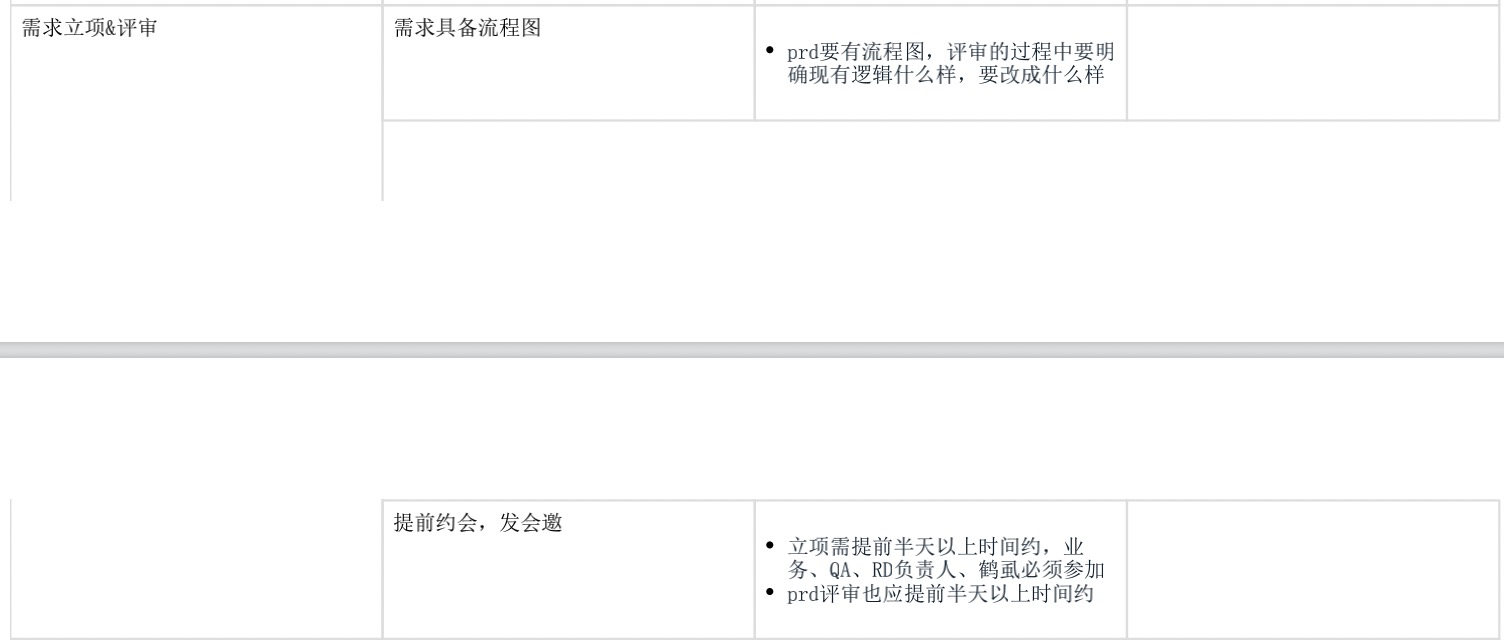 需求立项&评审
需求具备流程图
prd要有流程图，评审的过程中要明
确现有逻辑什么样，要改成什么样
提前约会，发会邀
立项需提前半天以上时间约，业
务、QA、RD负责人、鹤虱必须参加
prd评审也应提前半天以上时间约